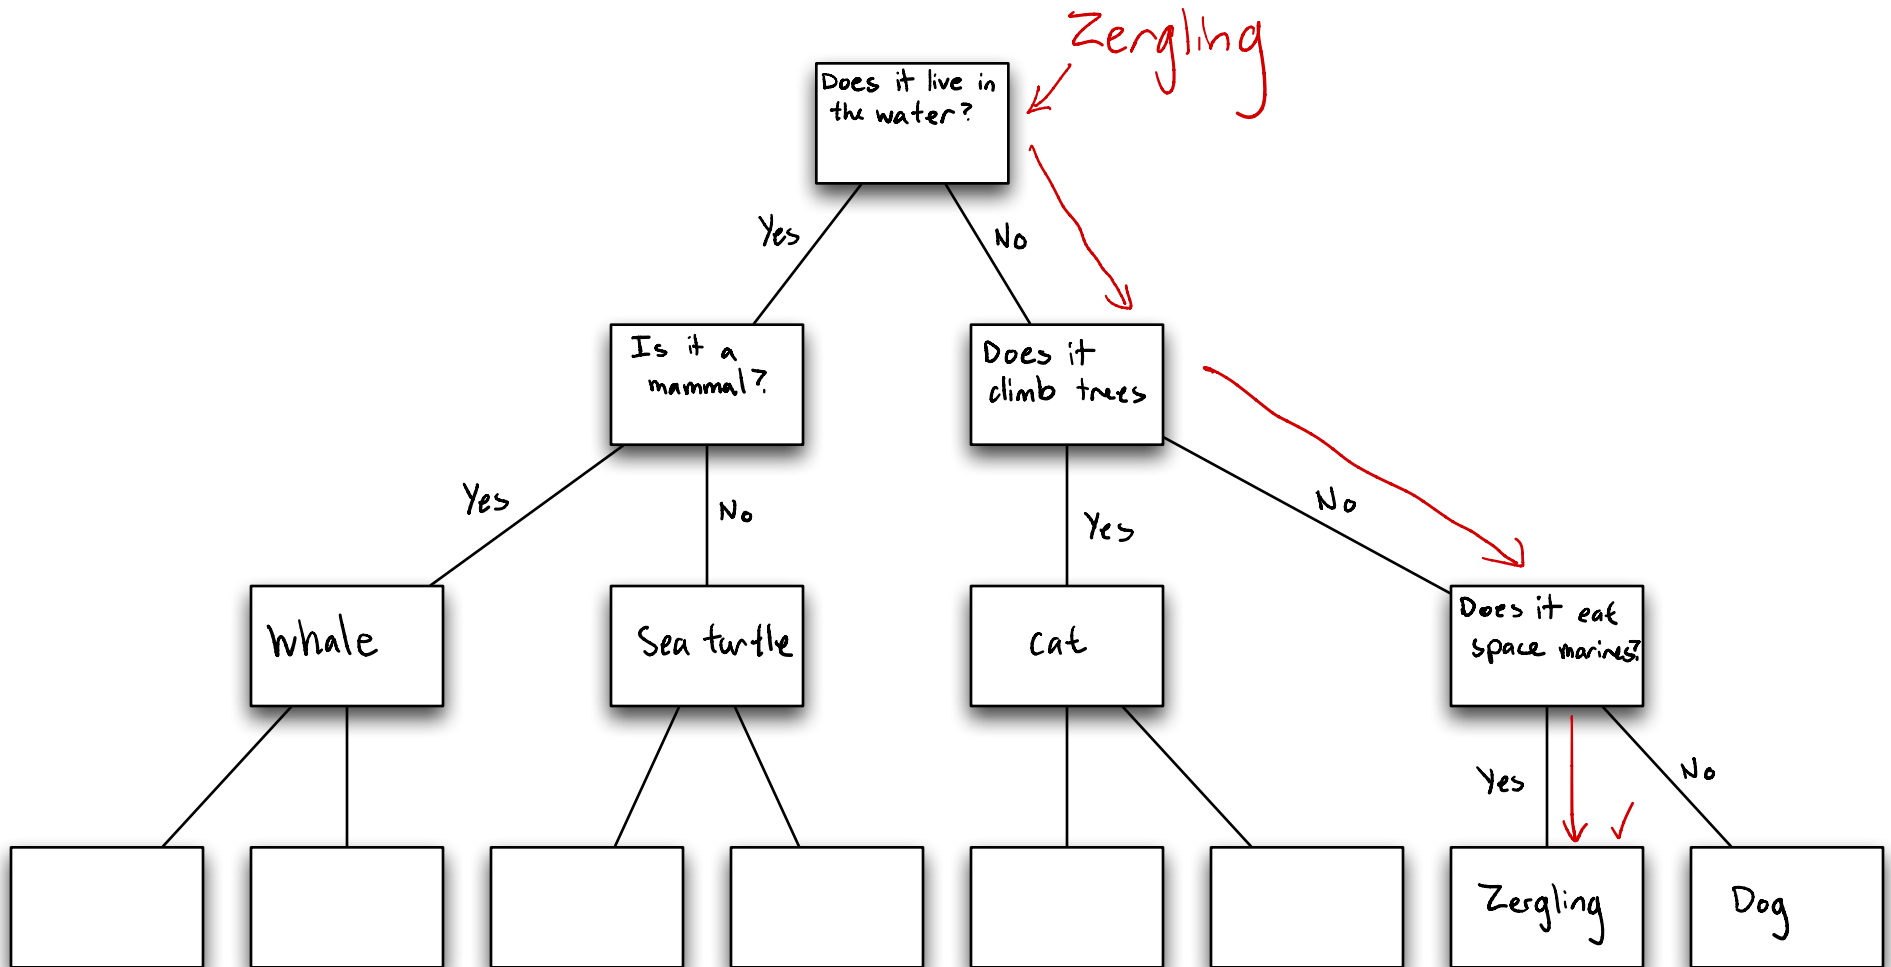 Zergling
Does it live in
the water?
Yes
No
Is it a
mammal?
Does it
climb trees
Yes
No
Yes
No
Whale
Sea turtle
cat
Does it eat
space marines?
Yes
No
Zergling
Dog